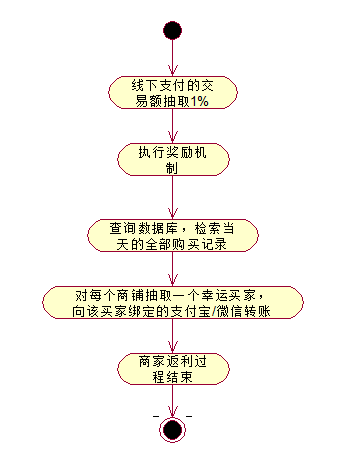 线下支付的交
易额抽取1%
执行奖励机
制
查询数据库，检索当
天的全部购买记录
对每个商铺抽取一个幸运买家，
向该买家绑定的支付宝/微信转账
商家返利过
程结束